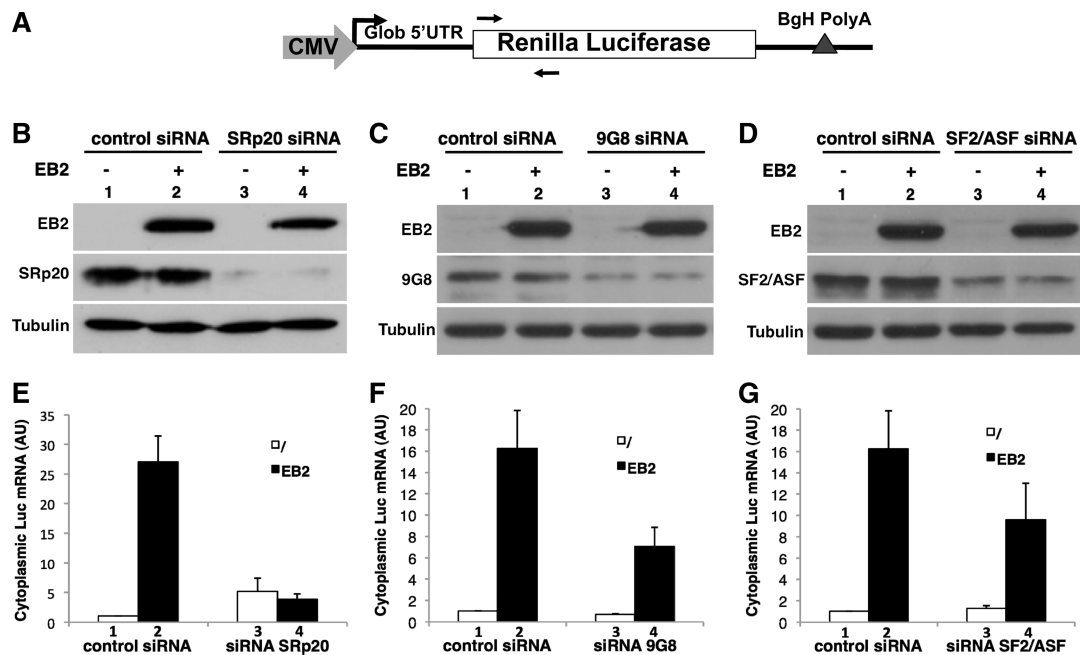 A
CMV
Glob 5’UTR
Renilla Luciferase
BgH PolyA
B
control siRNA SRp20 siRNA
EB2 - + - +
1 2 3 4
EB2
SRp20
Tubulin
C
control siRNA 9G8 siRNA
EB2 - + - +
1 2 3 4
EB2
9G8
Tubulin
D
control siRNA SF2/ASF siRNA
EB2 - + - +
1 2 3 4
EB2
SF2/ASF
Tubulin
E
Cytoplasmic Luc mRNA (AU)
35
30
25
20
15
10
5
0
/
EB2
1 2 3 4
control siRNA siRNA SRp20
F
Cytoplasmic Luc mRNA (AU)
20
18
16
14
12
10
8
6
4
2
0
/
EB2
1 2 3 4
control siRNA siRNA 9G8
G
Cytoplasmic Luc mRNA (AU)
20
18
16
14
12
10
8
6
4
2
0
/
EB2
1 2 3 4
control siRNA siRNA SF2/ASF